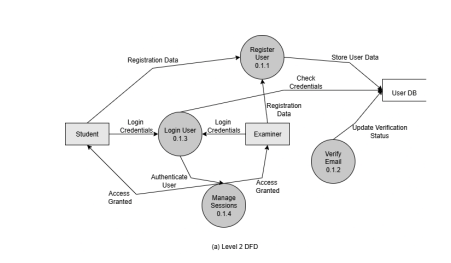 Register
User
0.1.1
Registration Data
Store User Data
Check
Credentials
User DB
Registration
Data
Student
Login
Credentials
Login User
0.1.3
Login
Credentials
Examiner
Update Verification
Status
Verify
Email
0.1.2
Authenticate
User
Access
Granted
Manage
Sessions
0.1.4
Access
Granted
(a) Level 2 DFD